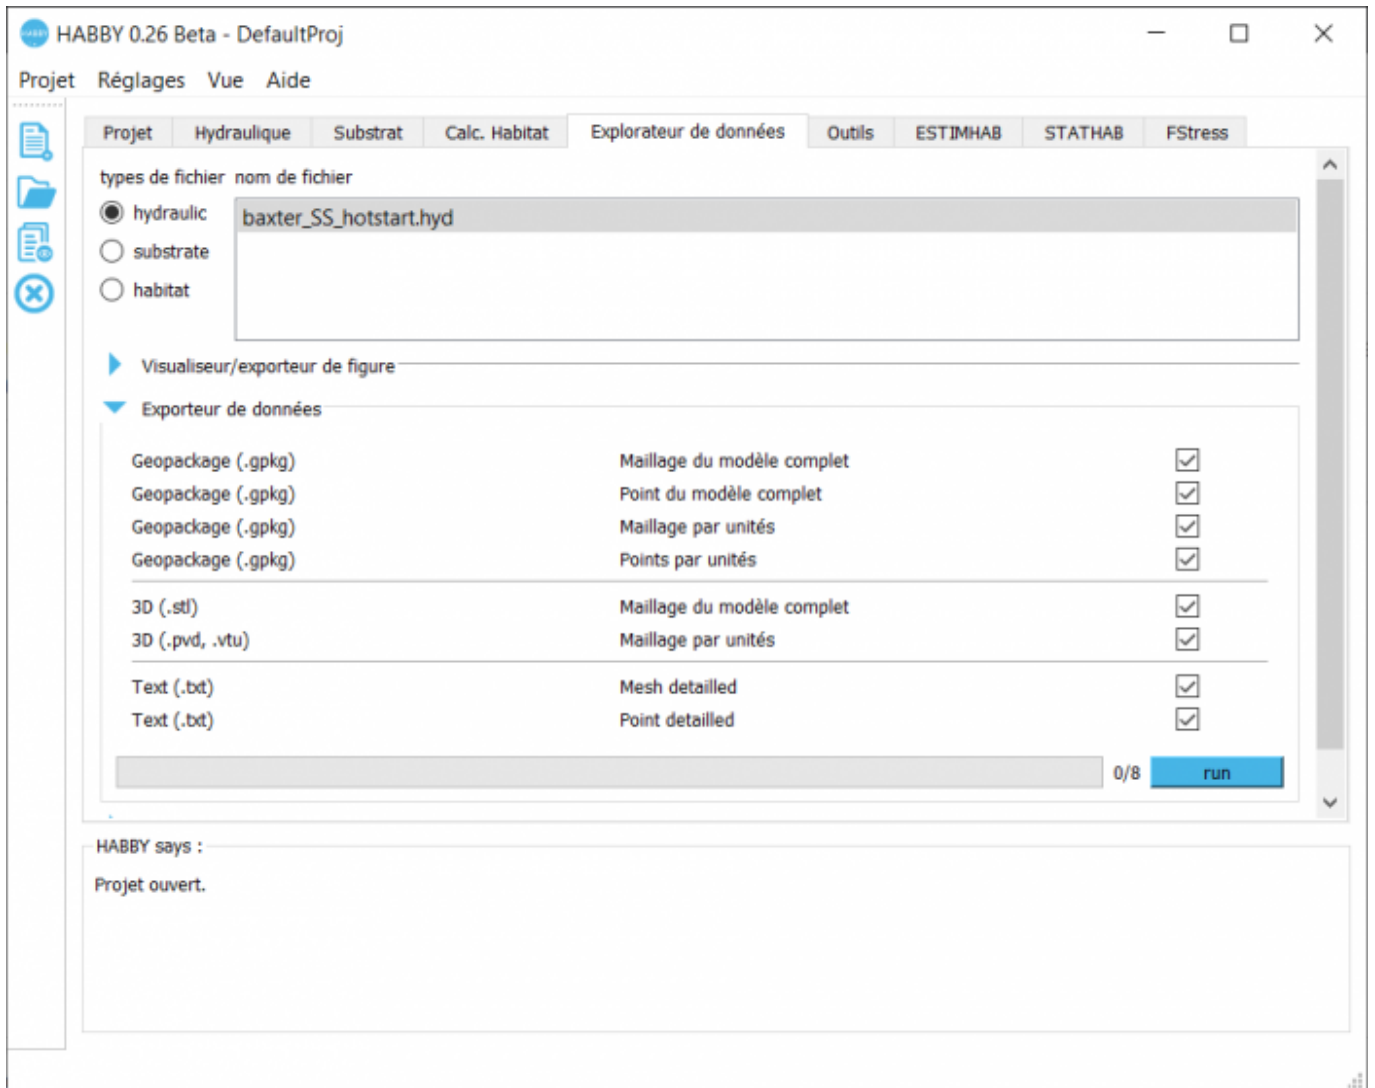 HABBY 0.26 Beta - DefaultProj
Projet Réglages Vue Aide
Projet Hydraulique Substrat Calc. Habitat Explorateur de données Outils ESTIMHAB STATHAB FStress
types de fichier nom de fichier
hydraulic baxter_SS_hotstart.hyd
substrate
habitat
Visualiseur/exporteur de figure
Exporteur de données
Geopackage (.gpkg) Maillage du modèle complet
Geopackage (.gpkg) Point du modèle complet
Geopackage (.gpkg) Maillage par unités
Geopackage (.gpkg) Points par unités
3D (.stl) Maillage du modèle complet
3D (.pvd, .vtu) Maillage par unités
Text (.txt) Mesh detailled
Text (.txt) Point detailled
0/8 run
HABBY says :
Projet ouvert.